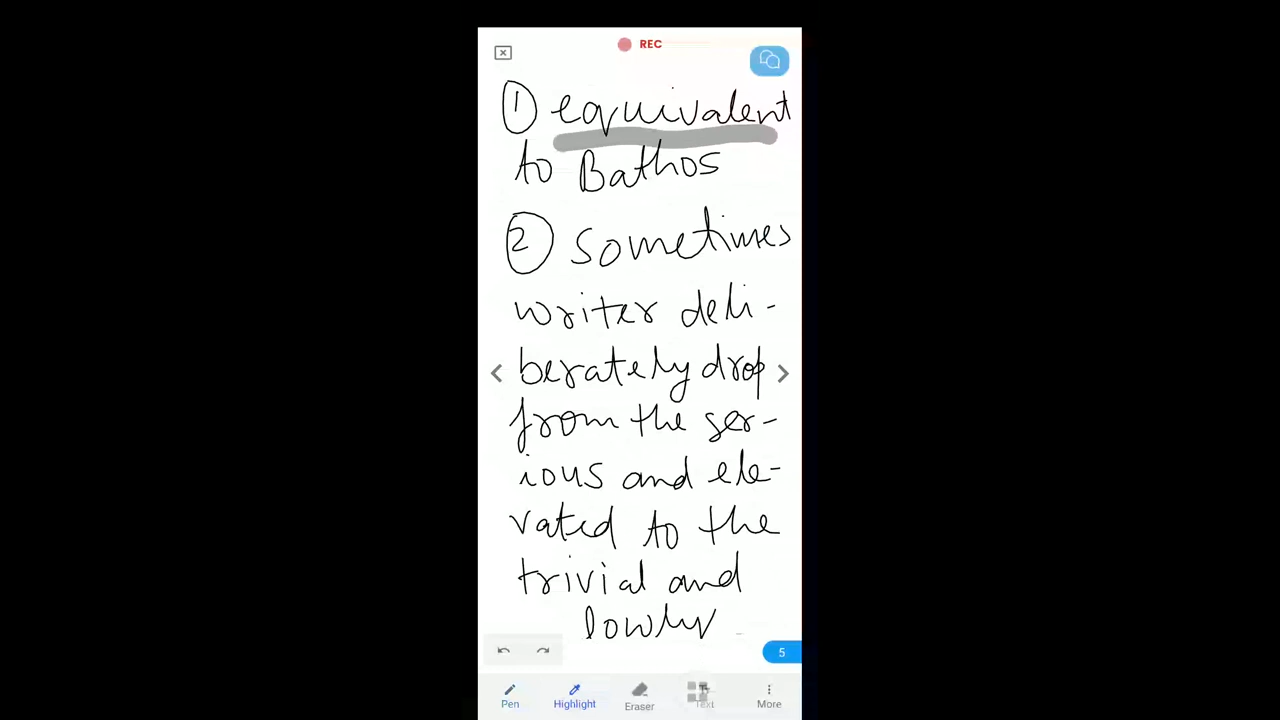 REC
① equivalent
to Bathos
② sometimes
writer deli-
berately drop
from the ser-
ious and ele-
vated to the
trivial and
lowly
5
Pen Highlight Eraser Text More